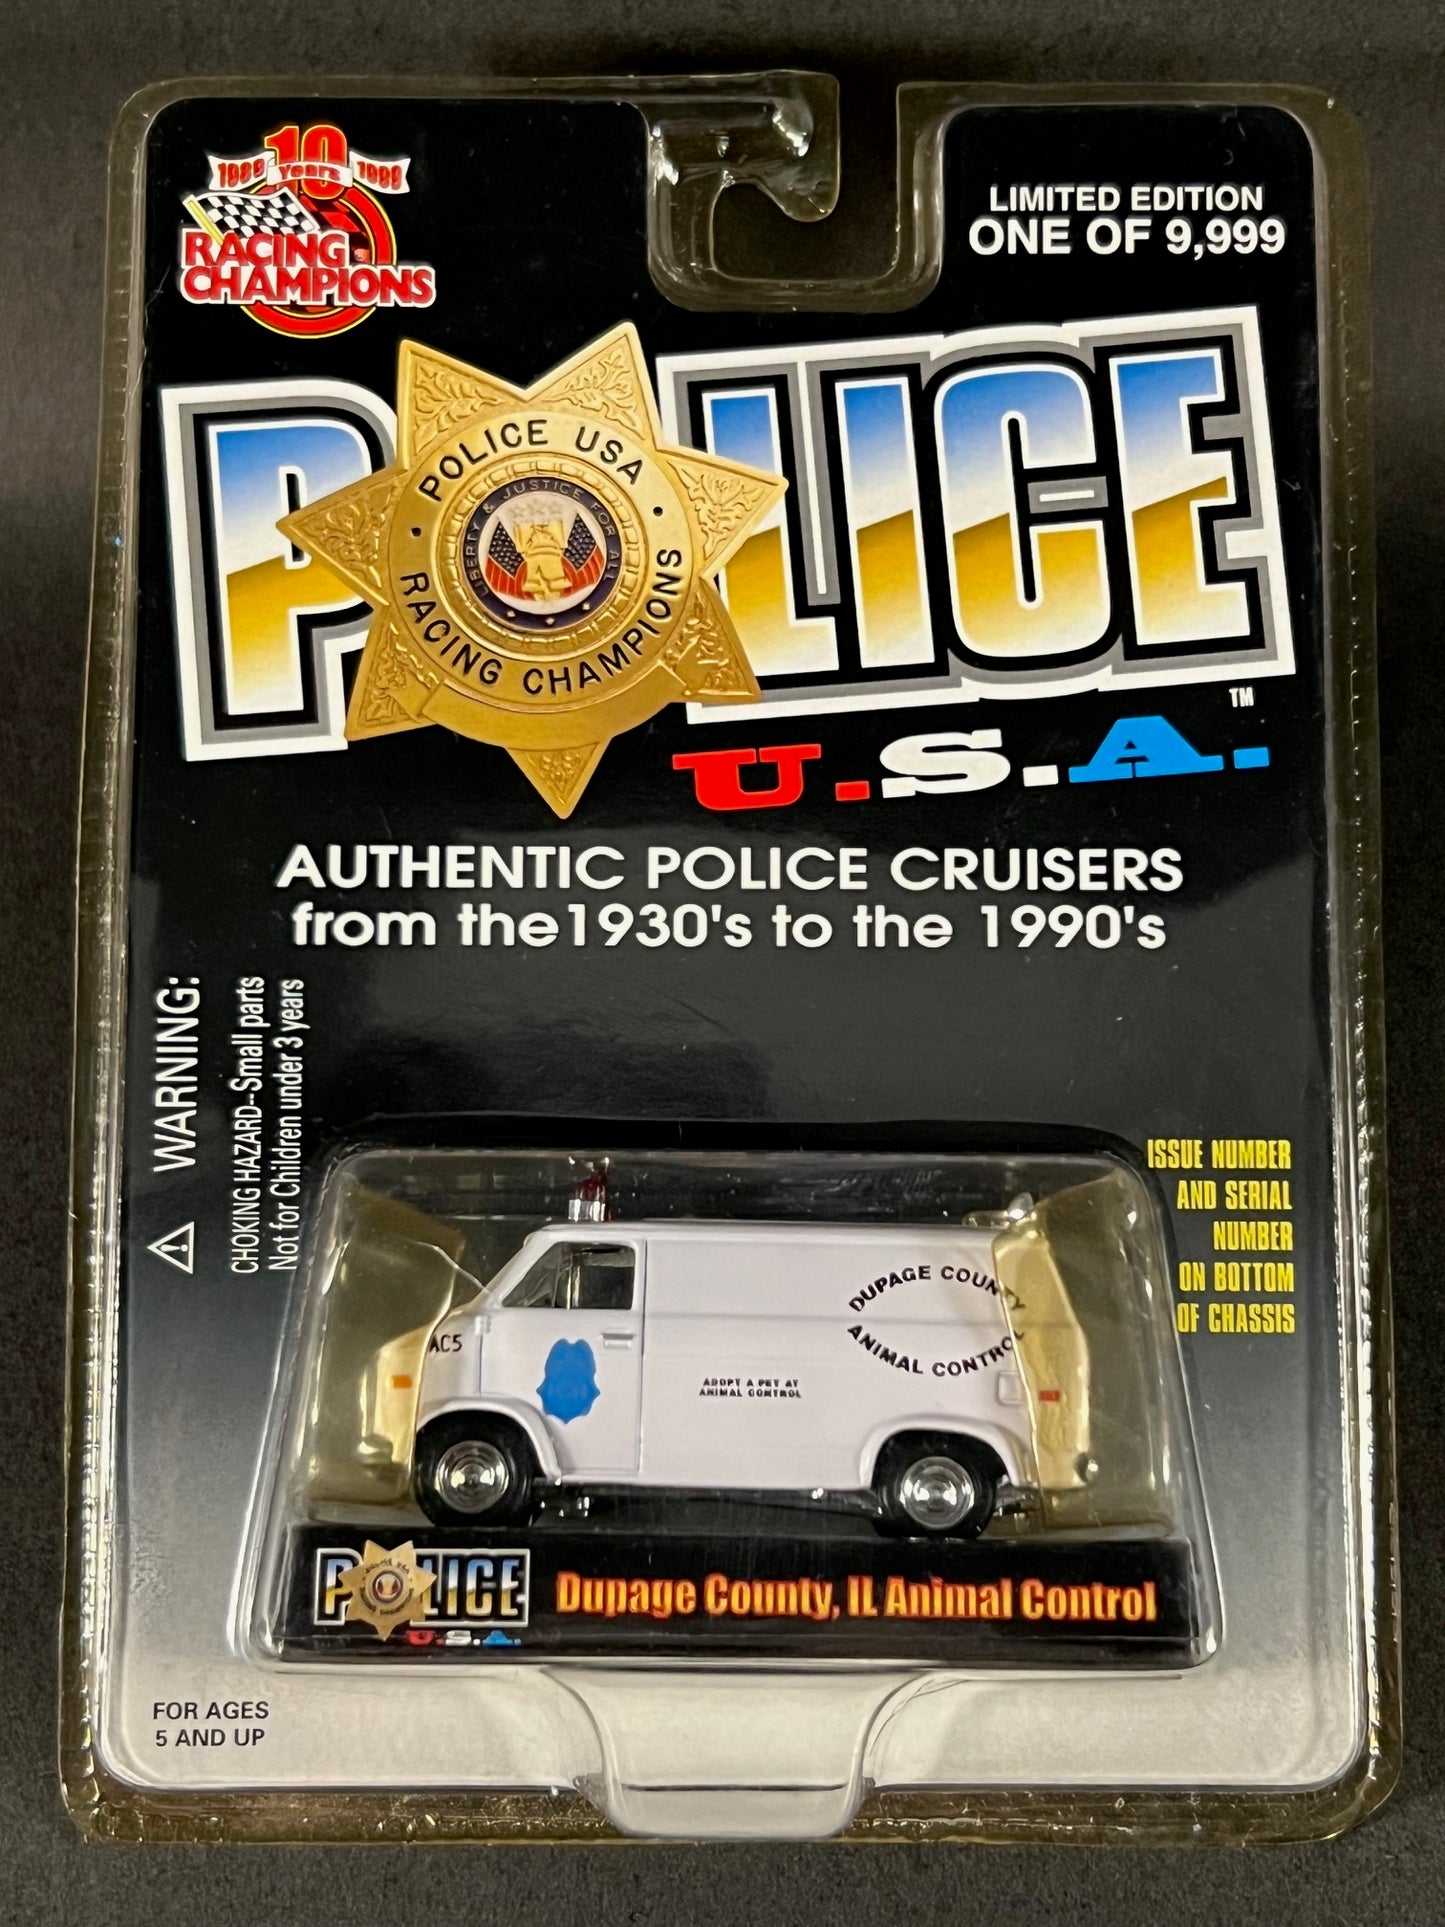 1989 10 Years 1999
RACING
CHAMPIONS
LIMITED EDITION
ONE OF 9,999
POLICE
POLICE USA
LIBERTY & JUSTICE FOR ALL
RACING CHAMPIONS
U.S.A.
TM
AUTHENTIC POLICE CRUISERS
from the 1930's to the 1990's
WARNING:
CHOKING HAZARD--Small parts
Not for Children under 3 years
ISSUE NUMBER
AND SERIAL
NUMBER
ON BOTTOM
OF CHASSIS
DUPAGE COUNTY
ANIMAL CONTROL
AC5
ADOPT A PET AT
ANIMAL CONTROL
POLICE
U.S.A.
Dupage County, IL Animal Control
FOR AGES
5 AND UP